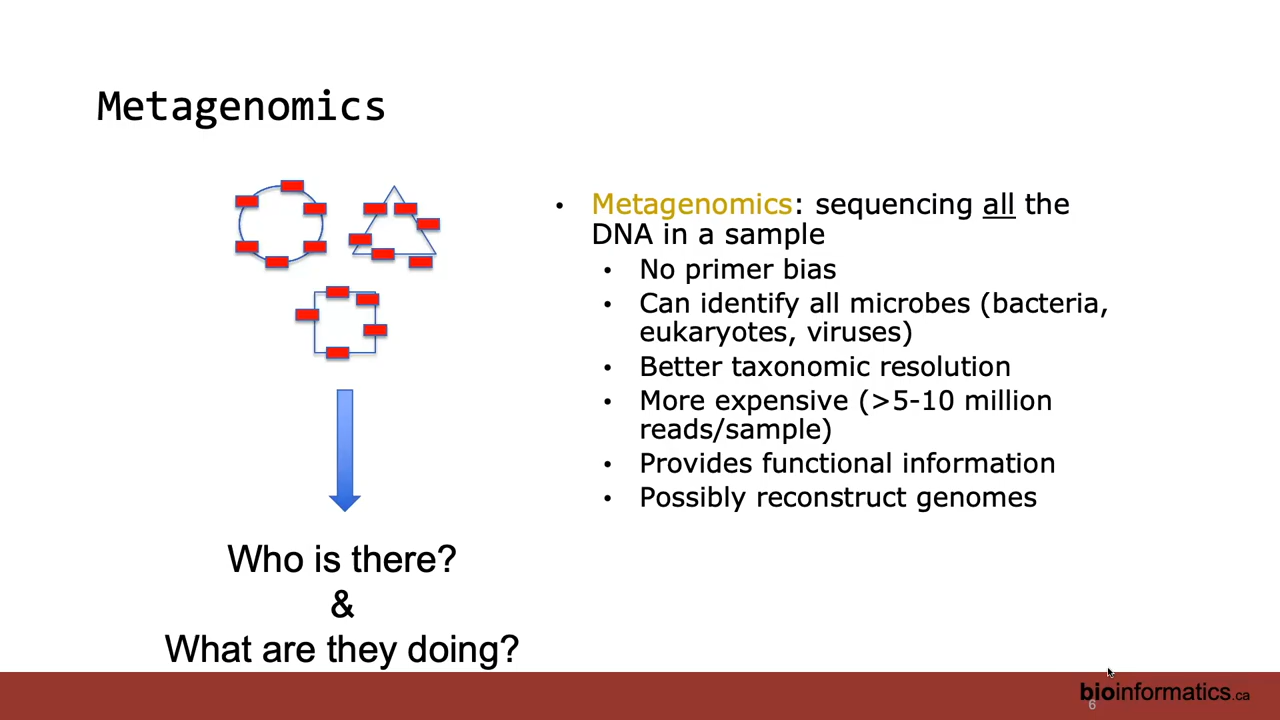 Metagenomics
• Metagenomics: sequencing all the
DNA in a sample
• No primer bias
• Can identify all microbes (bacteria,
eukaryotes, viruses)
• Better taxonomic resolution
• More expensive (>5-10 million
reads/sample)
• Provides functional information
• Possibly reconstruct genomes
Who is there?
&
What are they doing?
bioinformatics.ca
6